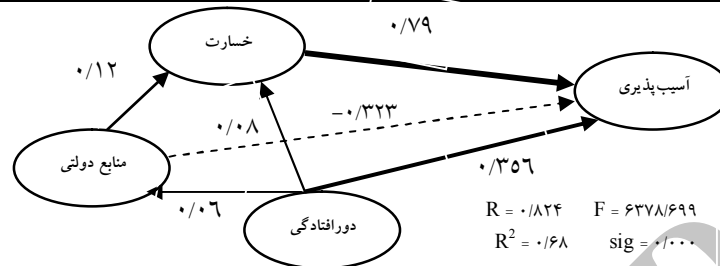 ۰/۷۹
خسارت
۰/۱۲
آسیب‌پذیری
-۰/۳۲۳
۰/۰۸
منابع دولتی
۰/۳۵۶
۰/۰۶
دورافتادگی
R = ۰/۸۲۴ F = ۶۳۷۸/۶۹۹
R² = ۰/۶۸ sig = ۰/۰۰۰